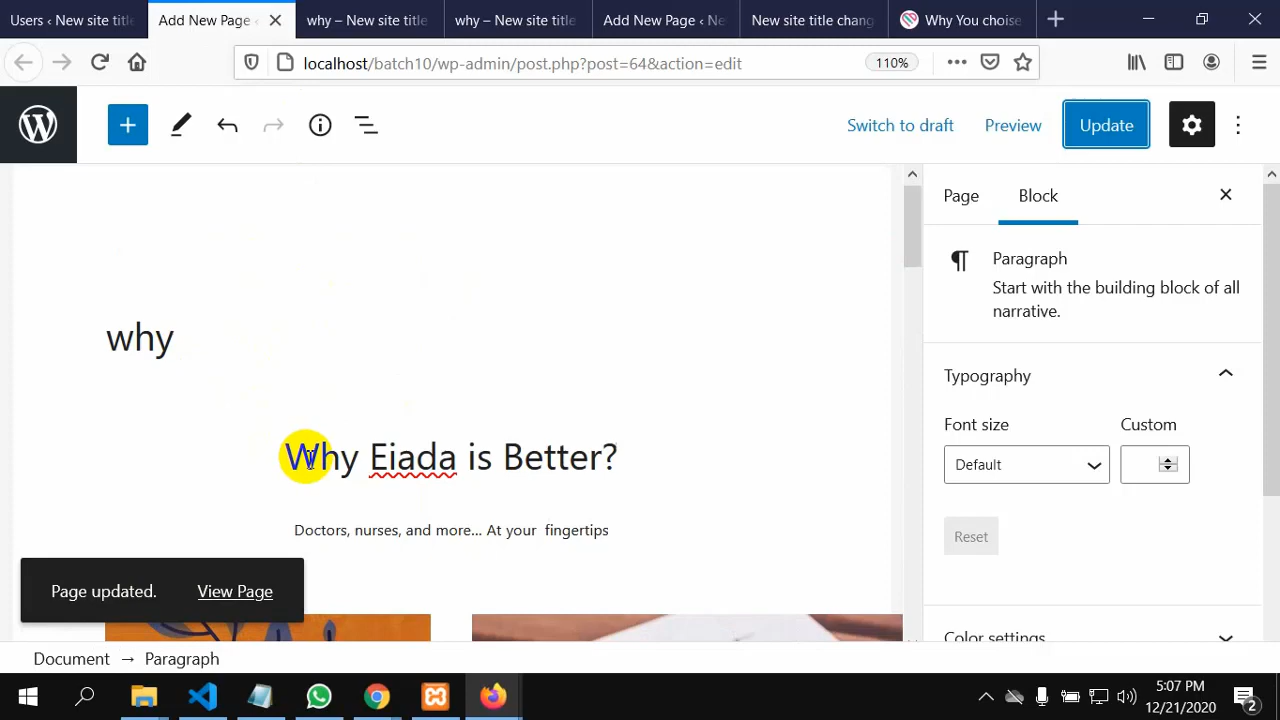 Users ‹ New site titl
Add New Page ‹
why – New site title
why – New site title
Add New Page ‹ Ne
New site title chang
Why You choise
localhost/batch10/wp-admin/post.php?post=64&action=edit
110%
Switch to draft
Preview
Update
Page
Block
Paragraph
Start with the building block of all
narrative.
why
Typography
Font size
Custom
Default
Why Eiada is Better?
Doctors, nurses, and more... At your fingertips
Reset
Page updated.
View Page
Color settings
Document → Paragraph
5:07 PM
12/21/2020
2